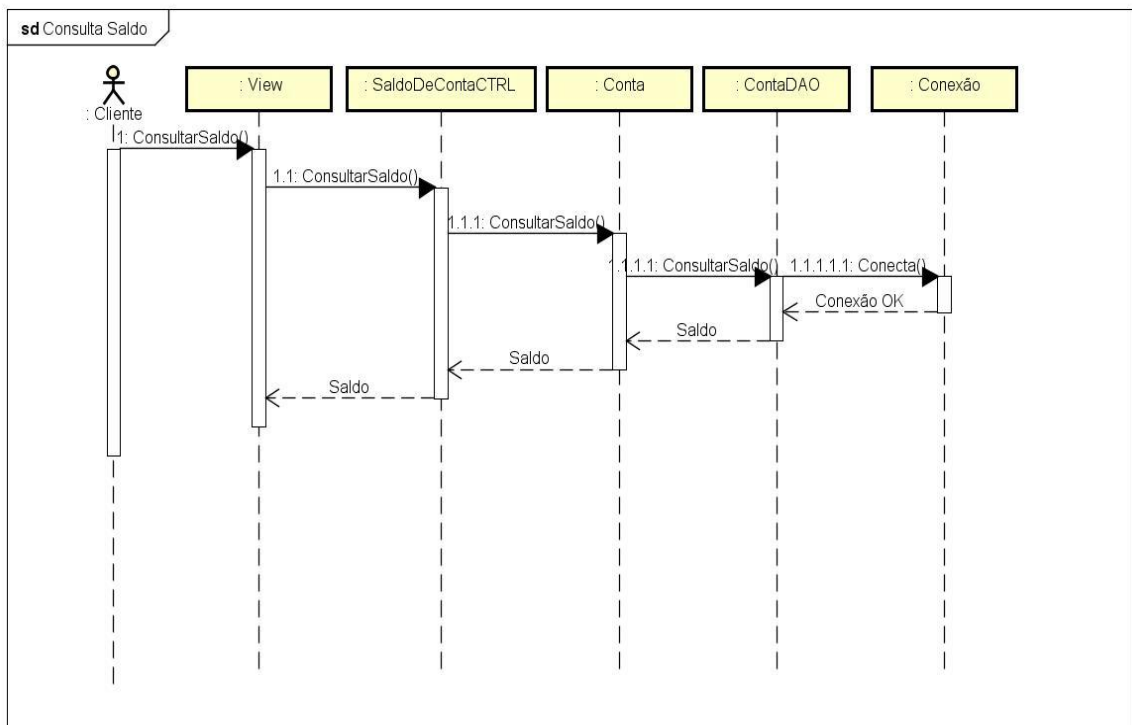 sd Consulta Saldo
: Cliente
: View
: SaldoDeContaCTRL
: Conta
: ContaDAO
: Conexão
1: ConsultarSaldo()
1.1: ConsultarSaldo()
1.1.1: ConsultarSaldo()
1.1.1.1: ConsultarSaldo()
1.1.1.1.1: Conecta()
Conexão OK
Saldo
Saldo
Saldo